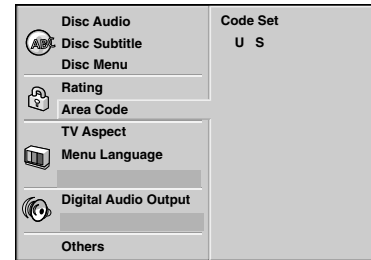 Disc Audio
Disc Subtitle
Disc Menu
Rating
Area Code
TV Aspect
Menu Language
Digital Audio Output
Others
Code Set
U S
ABC